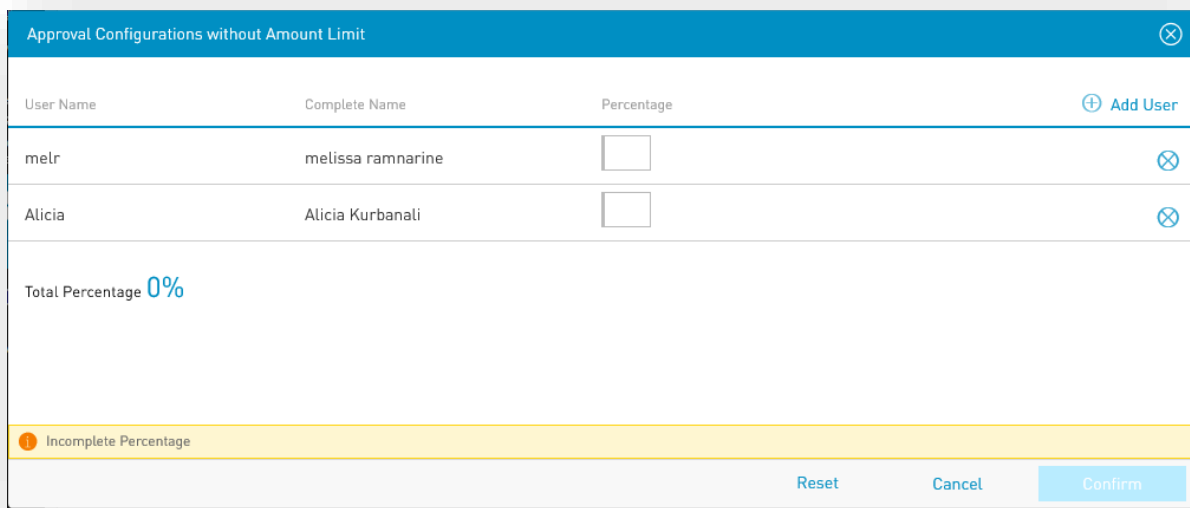 Approval Configurations without Amount Limit
User Name Complete Name Percentage Add User
melr melissa ramnarine
Alicia Alicia Kurbanali
Total Percentage 0%
Incomplete Percentage
Reset Cancel Confirm